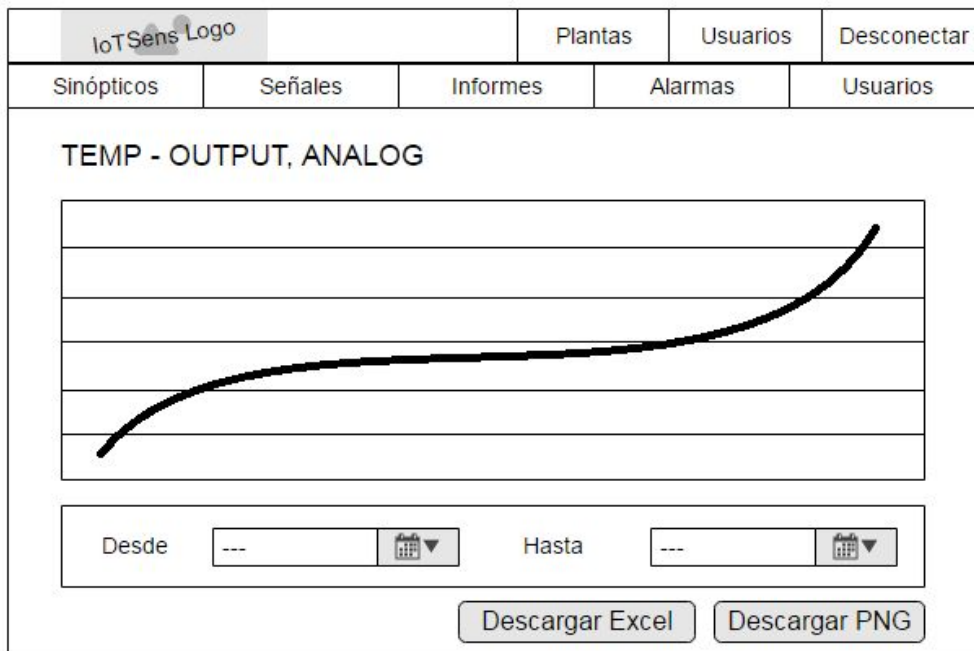 IoTSens Logo Plantas Usuarios Desconectar
Sinópticos Señales Informes Alarmas Usuarios
TEMP - OUTPUT, ANALOG
Desde --- Hasta ---
Descargar Excel Descargar PNG